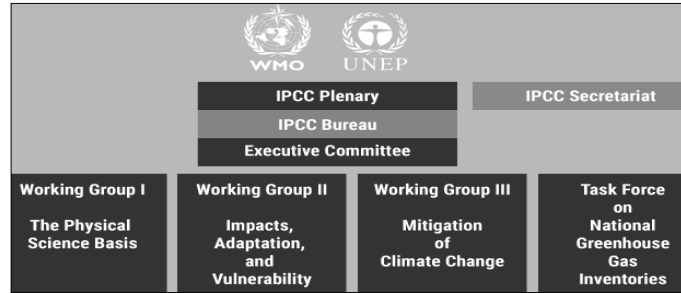 WMO
UNEP
IPCC Plenary
IPCC Secretariat
IPCC Bureau
Executive Committee
Working Group I
The Physical
Science Basis
Working Group II
Impacts,
Adaptation,
and
Vulnerability
Working Group III
Mitigation
of
Climate Change
Task Force
on
National
Greenhouse
Gas
Inventories